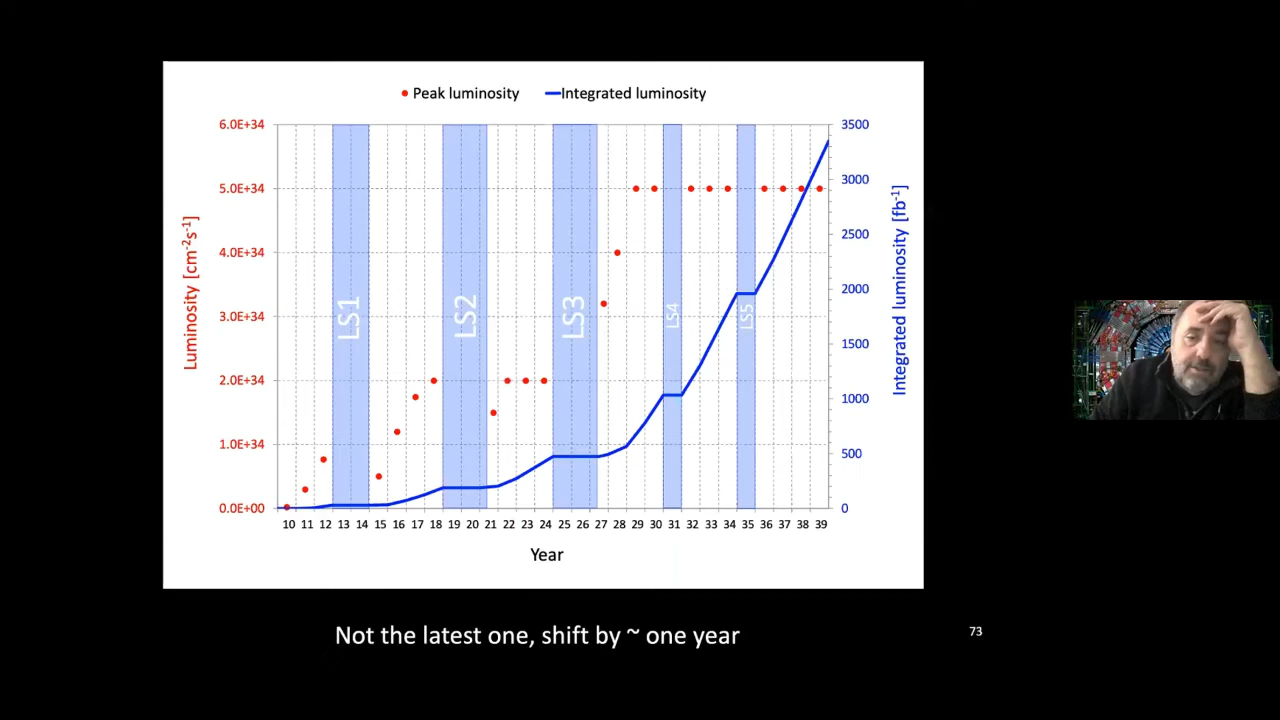 Peak luminosity Integrated luminosity
6.0E+34 3500
5.0E+34 3000
4.0E+34 2500
3.0E+34 2000
2.0E+34 1500
1.0E+34 1000
0.0E+00 500
0
Luminosity [cm⁻²s⁻¹]
LS1 LS2 LS3 LS4 LS5
Integrated luminosity [fb⁻¹]
10 11 12 13 14 15 16 17 18 19 20 21 22 23 24 25 26 27 28 29 30 31 32 33 34 35 36 37 38 39
Year
Not the latest one, shift by ~ one year
73